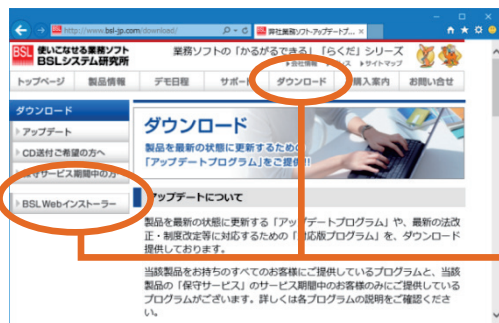 http://www.bsl-jp.com/download/
弊社業務ソフト-アップデートプ...
BSL 使いこなせる業務ソフト
BSLシステム研究所
業務ソフトの「かるがるできる」「らくだ」シリーズ
会社情報
サイトマップ
トップページ 製品情報 デモ日程 サポート ダウンロード 購入案内 お問い合せ
ダウンロード
アップデート
CD送付ご希望の方へ
保守サービス期間中の方
BSL Webインストーラー
ダウンロード
製品を最新の状態に更新するための
「アップデートプログラム」をご提供!!
アップデートについて
製品を最新の状態に更新する「アップデートプログラム」や、最新の法改
正・制度改定等に対応するための「対応版プログラム」を、ダウンロード
提供しております。
当該製品をお持ちのすべてのお客様にご提供しているプログラムと、当該
製品の「保守サービス」のサービス期間中のお客様のみにご提供している
プログラムがございます。詳しくは各プログラムの説明をご確認くださ
い。